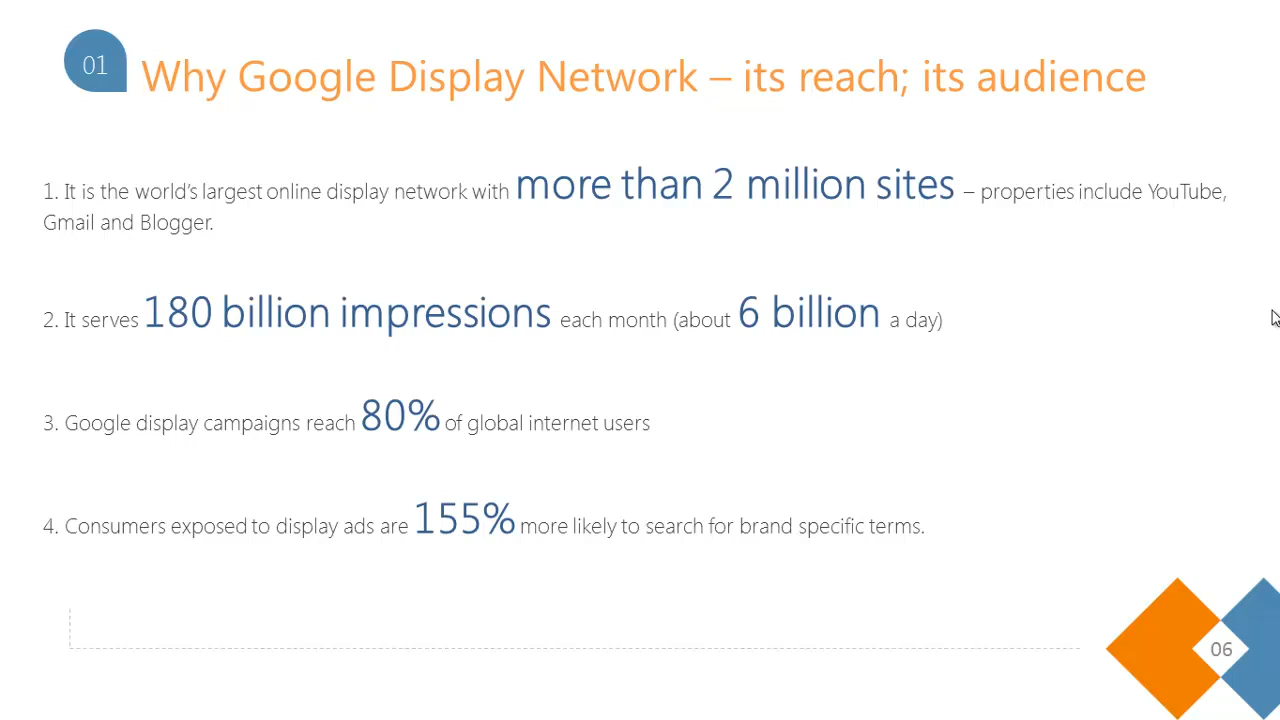 01
Why Google Display Network – its reach; its audience
1. It is the world’s largest online display network with more than 2 million sites – properties include YouTube,
Gmail and Blogger.
2. It serves 180 billion impressions each month (about 6 billion a day)
3. Google display campaigns reach 80% of global internet users
4. Consumers exposed to display ads are 155% more likely to search for brand specific terms.
06